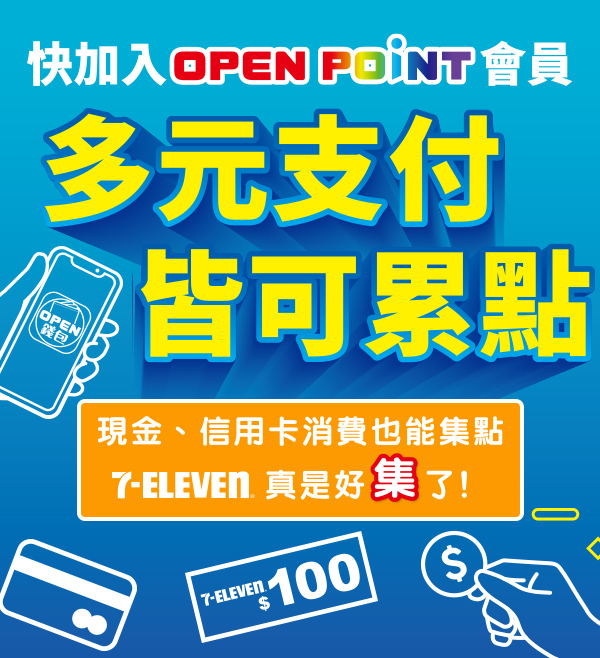 快加入OPEN POiNT會員
多元支付
皆可累點
OPEN
錢包
現金、信用卡消費也能集點
7-ELEVEn. 真是好集了!
7-ELEVEn. $100
$